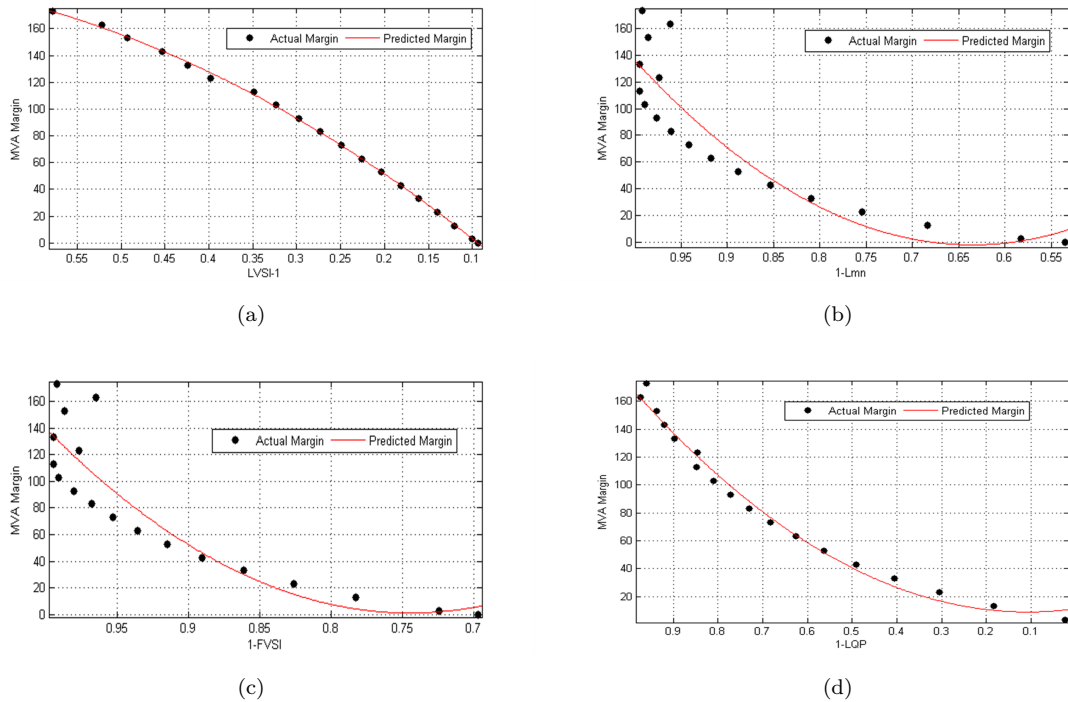 160
140
120
100
80
60
40
20
0
MVA Margin
Actual Margin
Predicted Margin
0.55 0.5 0.45 0.4 0.35 0.3 0.25 0.2 0.15 0.1
LVSI-1
(a)
160
140
120
100
80
60
40
20
0
MVA Margin
Actual Margin
Predicted Margin
0.95 0.9 0.85 0.8 0.75 0.7 0.65 0.6 0.55
1-Lmn
(b)
160
140
120
100
80
60
40
20
0
MVA Margin
Actual Margin
Predicted Margin
0.95 0.9 0.85 0.8 0.75 0.7
1-FVSI
(c)
160
140
120
100
80
60
40
20
MVA Margin
Actual Margin
Predicted Margin
0.9 0.8 0.7 0.6 0.5 0.4 0.3 0.2 0.1
1-LQP
(d)